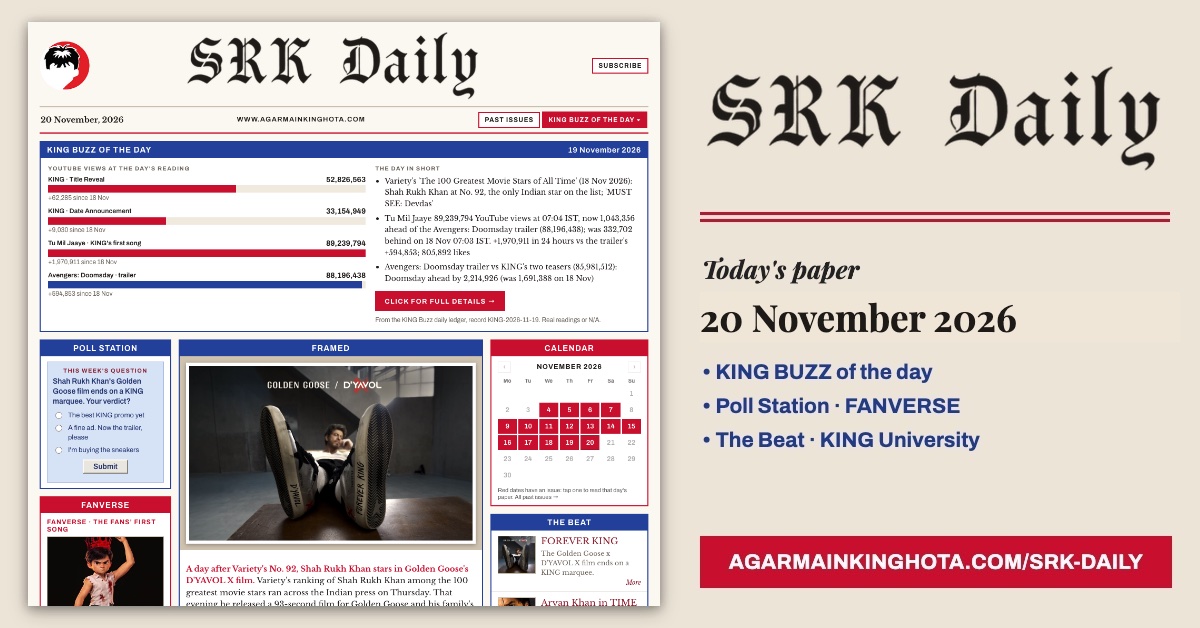 SRK Daily
SUBSCRIBE
20 November, 2026
WWW.AGARMAINKINGHOTA.COM
PAST ISSUES
KING BUZZ OF THE DAY
KING BUZZ OF THE DAY
19 November 2026
YOUTUBE VIEWS AT THE DAY'S READING
KING · Title Reveal 52,826,563
+62,285 since 18 Nov
KING · Date Announcement 33,154,949
+9,030 since 18 Nov
Tu Mil Jaaye · KING's first song 89,239,794
+1,970,911 since 18 Nov
Avengers: Doomsday · trailer 88,196,438
+594,853 since 18 Nov
THE DAY IN SHORT
• Variety's 'The 100 Greatest Movie Stars of All Time' (18 Nov 2026):
Shah Rukh Khan at No. 92, the only Indian star on the list; 'MUST
SEE: Devdas'
• Tu Mil Jaaye 89,239,794 YouTube views at 07:04 IST, now 1,043,356
ahead of the Avengers: Doomsday trailer (88,196,438); was 332,702
behind on 18 Nov 07:03 IST. +1,970,911 in 24 hours vs the trailer's
+594,853; 805,892 likes
• Avengers: Doomsday trailer vs KING's two teasers (85,981,512):
Doomsday ahead by 2,214,926 (was 1,691,388 on 18 Nov)
CLICK FOR FULL DETAILS →
From the KING Buzz daily ledger, record KING-2026-11-19. Real readings or N/A.
POLL STATION
THIS WEEK'S QUESTION
Shah Rukh Khan's Golden
Goose film ends on a KING
marquee. Your verdict?
The best KING promo yet
A fine ad. Now the trailer,
please
I'm buying the sneakers
Submit
FANVERSE
FANVERSE · THE FANS' FIRST
SONG
FRAMED
GOLDEN GOOSE / D'YAVOL
FOREVER KING
A day after Variety's No. 92, Shah Rukh Khan stars in Golden Goose's
D'YAVOL X film. Variety's ranking of Shah Rukh Khan among the 100
greatest movie stars ran across the Indian press on Thursday. That
evening he released a 93-second film for Golden Goose and his family's
CALENDAR
‹ NOVEMBER 2026 ›
Mo Tu We Th Fr Sa Su
1
2 3 4 5 6 7 8
9 10 11 12 13 14 15
16 17 18 19 20 21 22
23 24 25 26 27 28 29
30
Red dates have an issue: tap one to read that day's
paper. All past issues →
THE BEAT
FOREVER KING
The Golden Goose x
D'YAVOL X film ends on a
KING marquee.
More
Aryan Khan in TIME
SRK Daily
Today's paper
20 November 2026
• KING BUZZ of the day
• Poll Station · FANVERSE
• The Beat · KING University
AGARMAINKINGHOTA.COM/SRK-DAILY